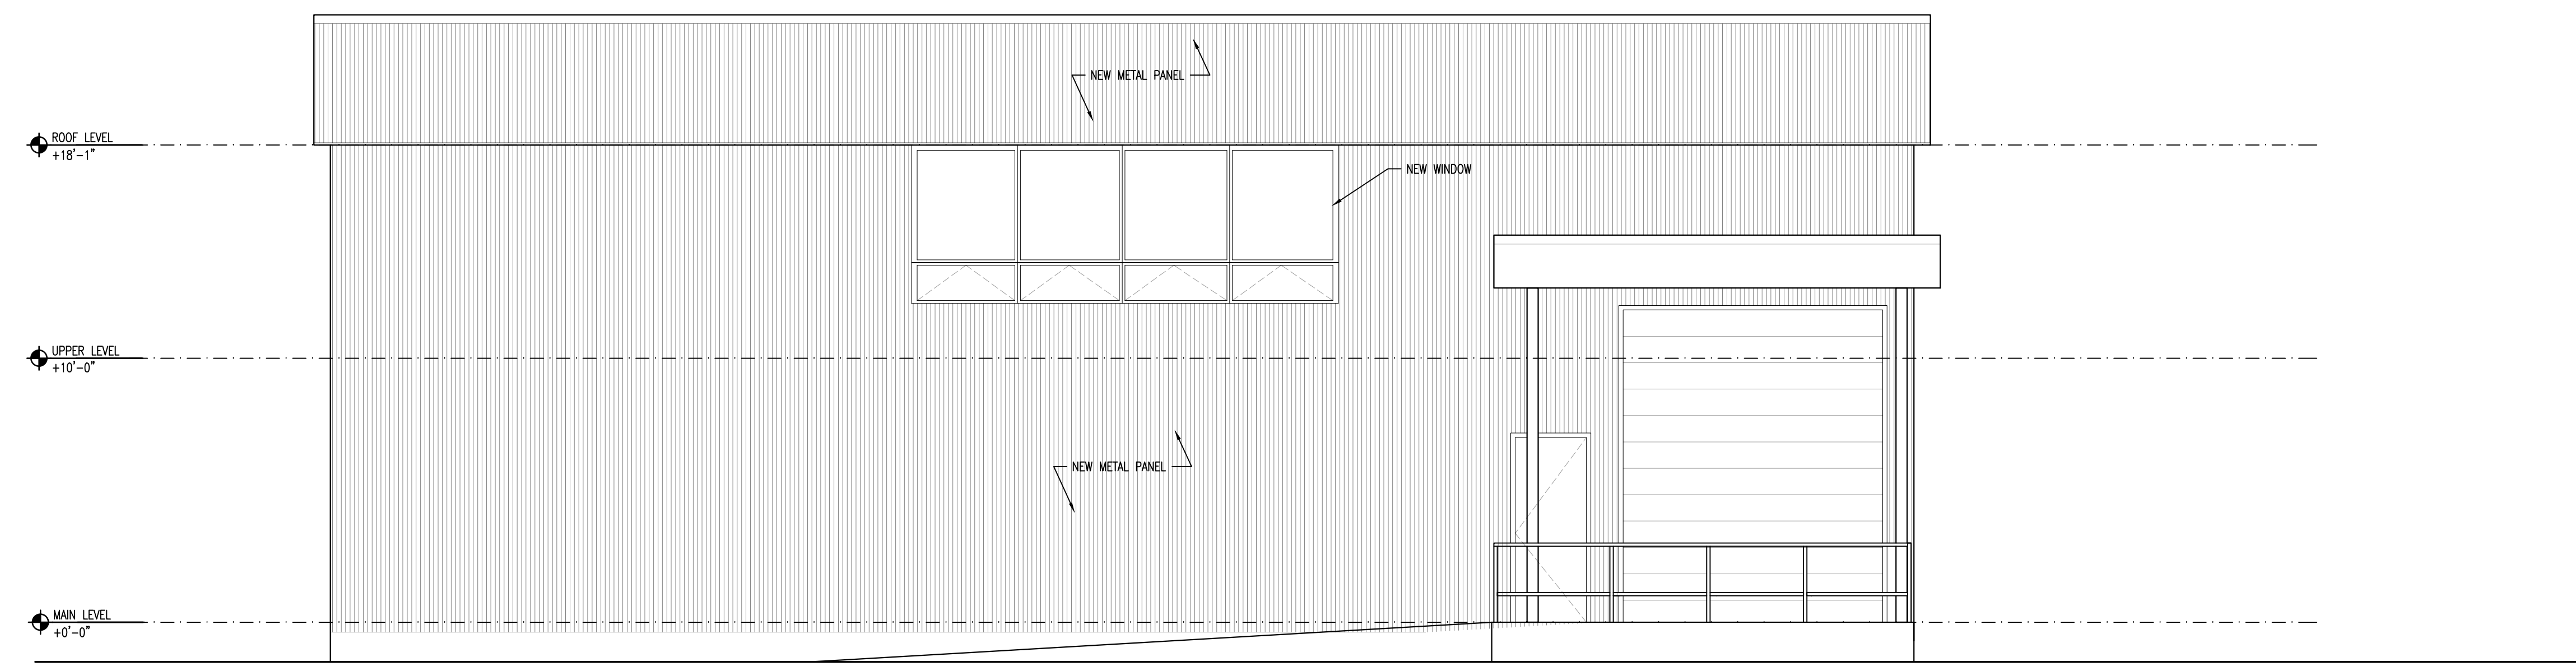 NEW METAL PANEL
ROOF LEVEL
+18'-1"
NEW WINDOW
UPPER LEVEL
+10'-0"
NEW METAL PANEL
MAIN LEVEL
+0'-0"